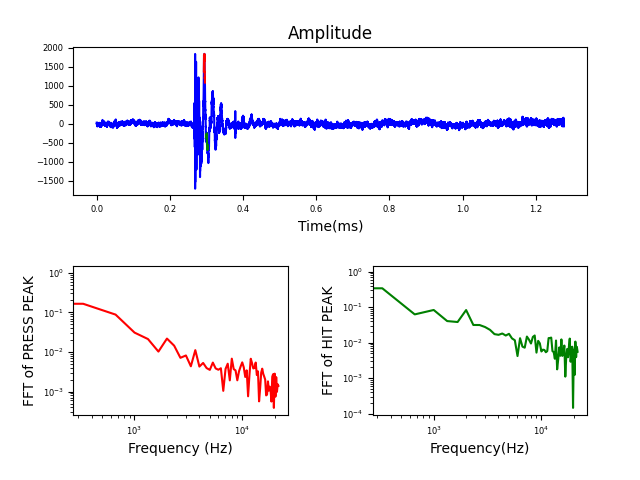 Amplitude
2000
1500
1000
500
0
−500
−1000
−1500
0.0 0.2 0.4 0.6 0.8 1.0 1.2
Time(ms)
FFT of PRESS PEAK
10⁰
10⁻¹
10⁻²
10⁻³
10³ 10⁴
Frequency (Hz)
FFT of HIT PEAK
10⁰
10⁻¹
10⁻²
10⁻³
10⁻⁴
10³ 10⁴
Frequency(Hz)